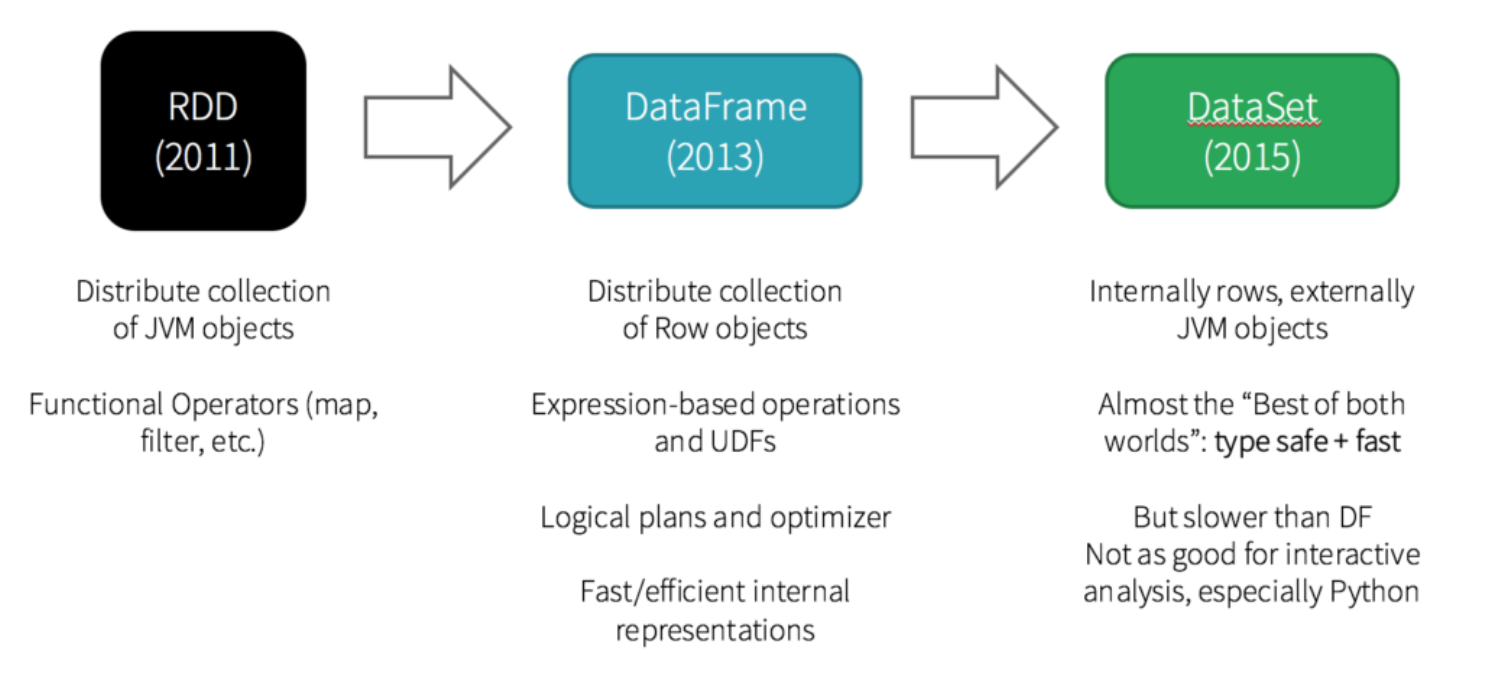 RDD
(2011)
DataFrame
(2013)
DataSet
(2015)
Distribute collection
of JVM objects
Functional Operators (map,
filter, etc.)
Distribute collection
of Row objects
Expression-based operations
and UDFs
Logical plans and optimizer
Fast/efficient internal
representations
Internally rows, externally
JVM objects
Almost the “Best of both
worlds”: type safe + fast
But slower than DF
Not as good for interactive
analysis, especially Python